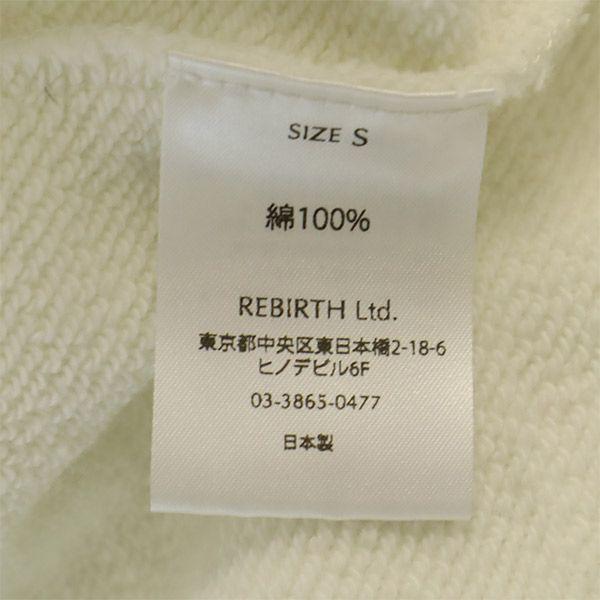 SIZE S
綿100%
REBIRTH Ltd.
東京都中央区東日本橋2-18-6
ヒノデビル6F
03-3865-0477
日本製